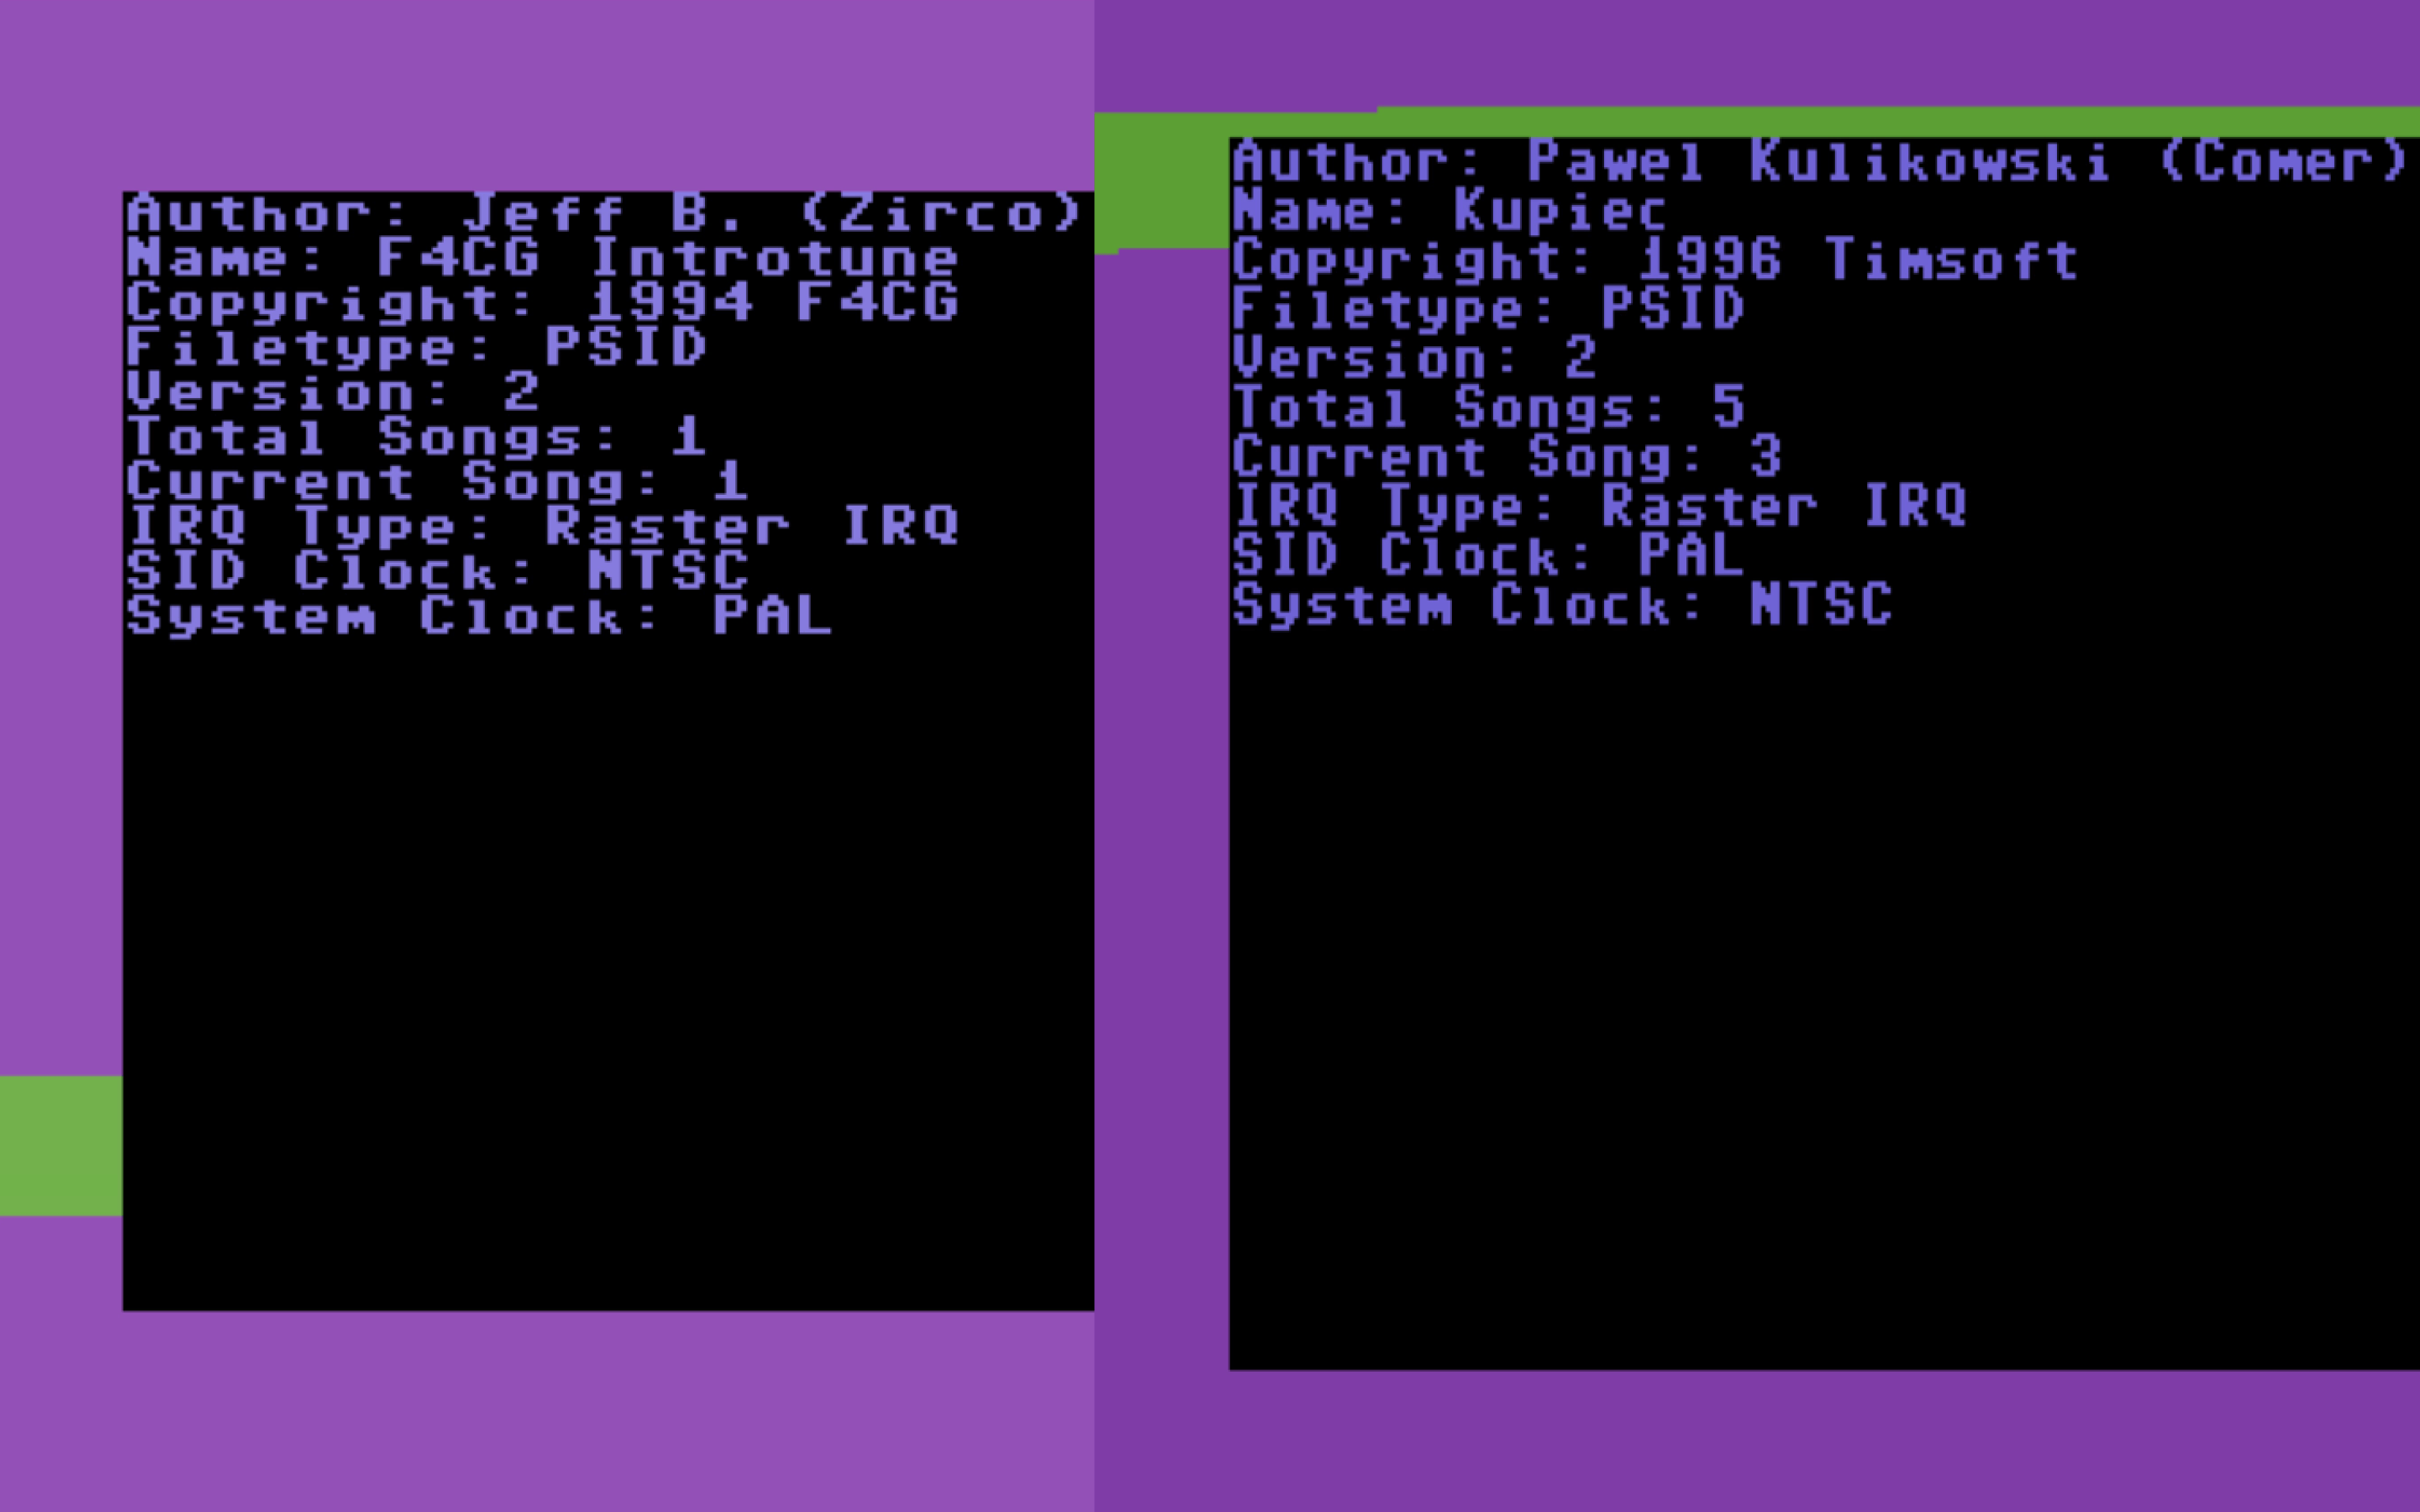 Author: Jeff B. (Zirco)
Name: F4CG Introtune
Copyright: 1994 F4CG
Filetype: PSID
Version: 2
Total Songs: 1
Current Song: 1
IRQ Type: Raster IRQ
SID Clock: NTSC
System Clock: PAL
Author: Pawel Kulikowski (Comer)
Name: Kupiec
Copyright: 1996 Timsoft
Filetype: PSID
Version: 2
Total Songs: 5
Current Song: 3
IRQ Type: Raster IRQ
SID Clock: PAL
System Clock: NTSC